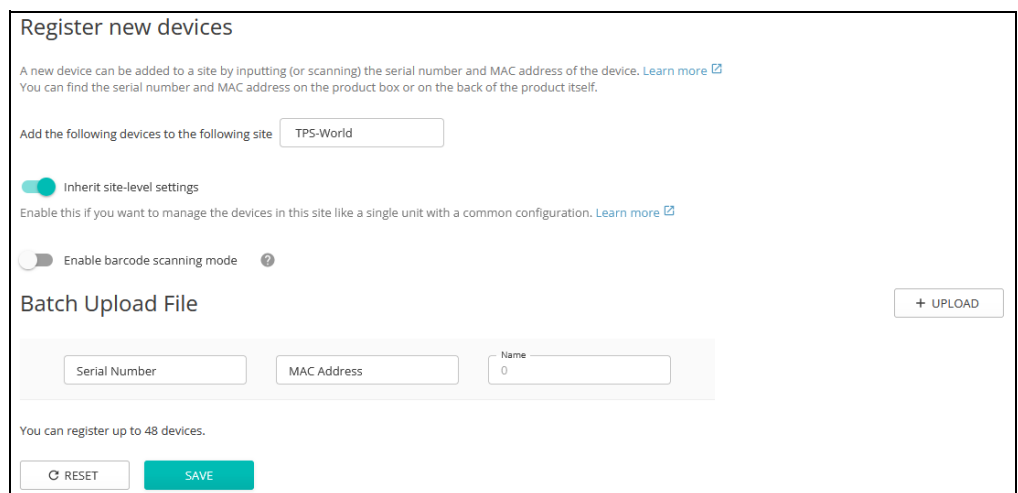 Register new devices
A new device can be added to a site by inputting (or scanning) the serial number and MAC address of the device. Learn more
You can find the serial number and MAC address on the product box or on the back of the product itself.
Add the following devices to the following site TPS-World
Inherit site-level settings
Enable this if you want to manage the devices in this site like a single unit with a common configuration. Learn more
Enable barcode scanning mode ?
Batch Upload File + UPLOAD
Name
Serial Number MAC Address 0
You can register up to 48 devices.
RESET SAVE